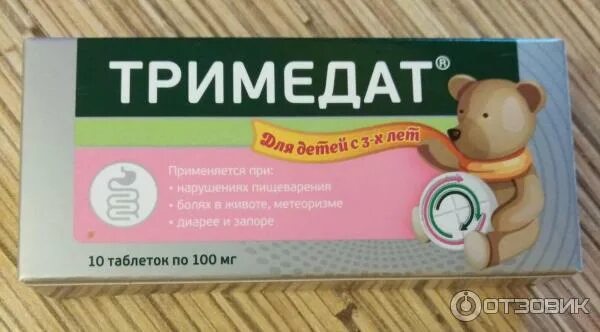 ТРИМЕДАТ®
Для детей с 3-х лет
Применяется при:
• нарушениях пищеварения
• болях в животе, метеоризме
• диарее и запоре
10 таблеток по 100 мг
ОТЗОВИК